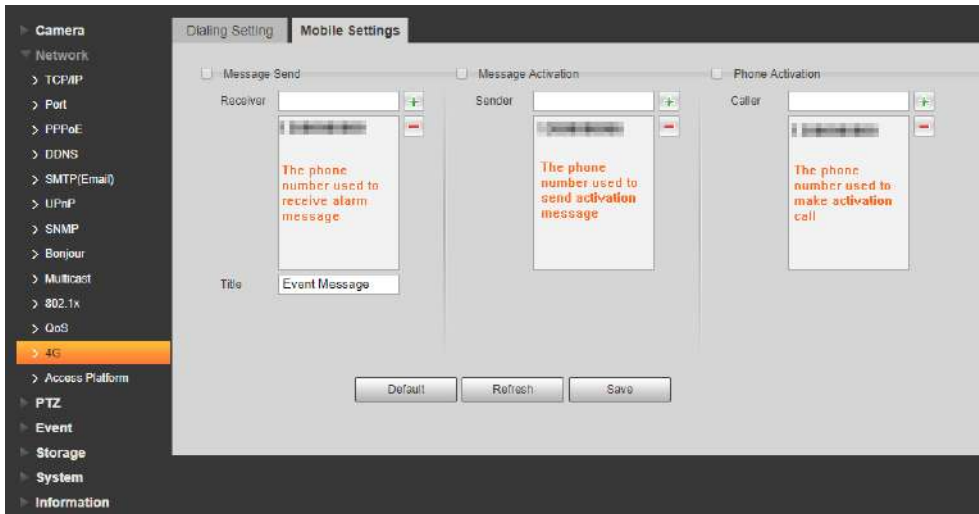 Camera
Network
TCP/IP
Port
PPPoE
DDNS
SMTP(Email)
UPnP
SNMP
Bonjour
Multicast
802.1x
QoS
4G
Access Platform
PTZ
Event
Storage
System
Information
Dialing Setting
Mobile Settings
Message Send
Receiver
The phone
number used to
receive alarm
message
Title
Event Message
Message Activation
Sender
The phone
number used to
send activation
message
Phone Activation
Caller
The phone
number used to
make activation
call
Default
Refresh
Save